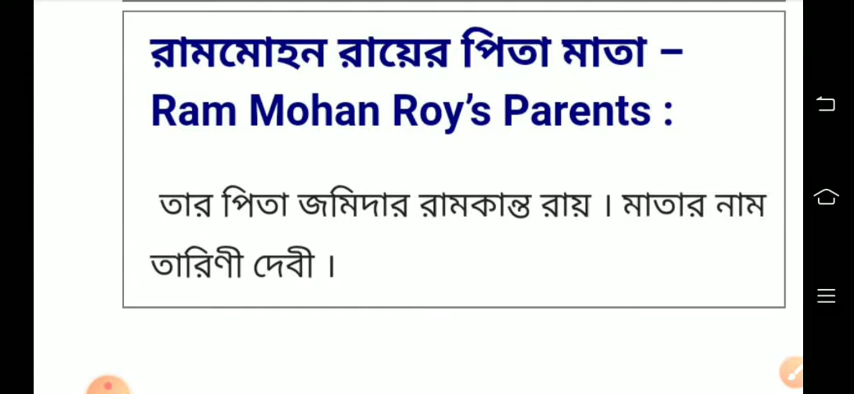 রামমোহন রায়ের পিতা মাতা –
Ram Mohan Roy’s Parents :
তার পিতা জমিদার রামকান্ত রায় । মাতার নাম
তারিণী দেবী ।